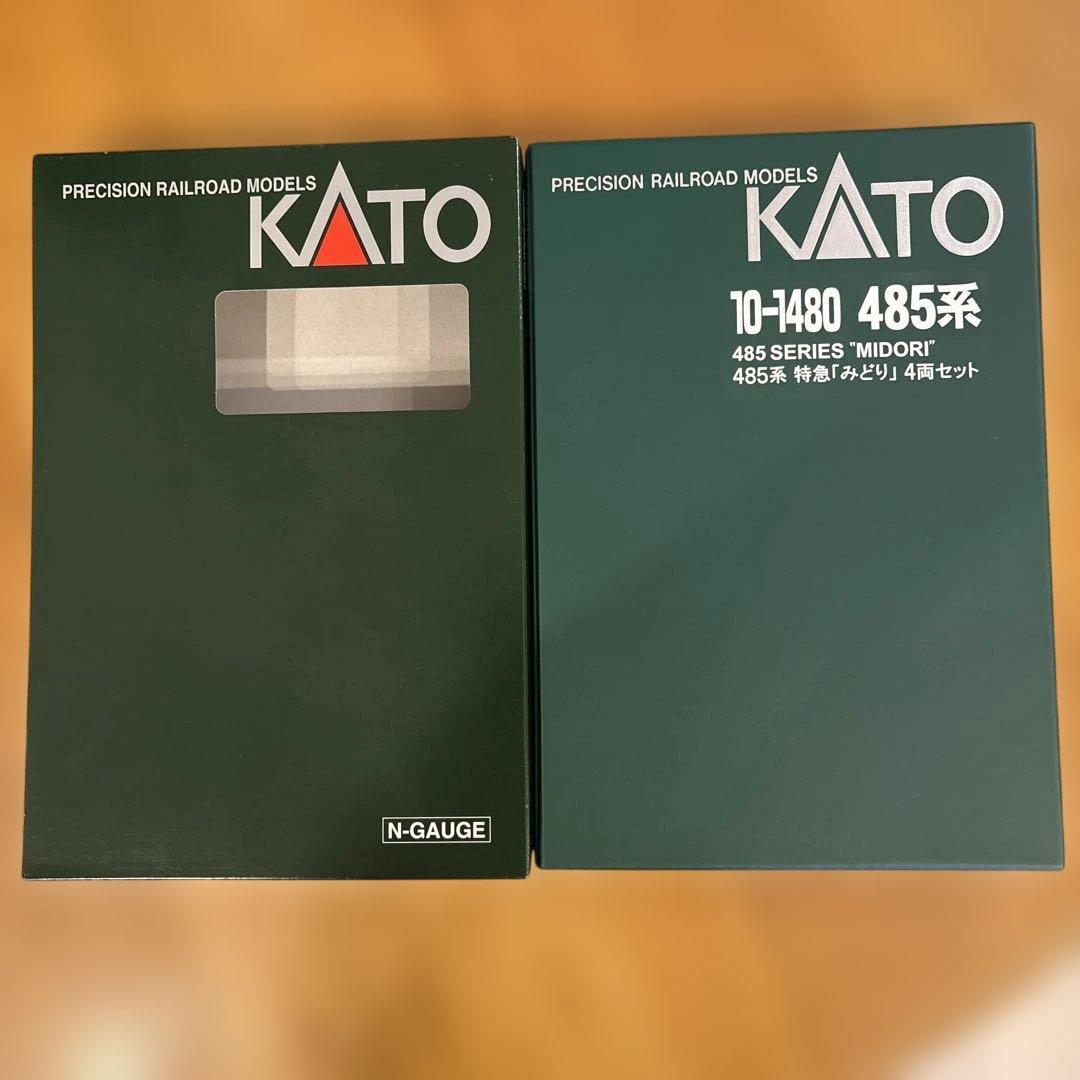 PRECISION RAILROAD MODELS
KATO
N-GAUGE
PRECISION RAILROAD MODELS
KATO
10-1480 485系
485 SERIES "MIDORI"
485系 特急「みどり」 4両セット